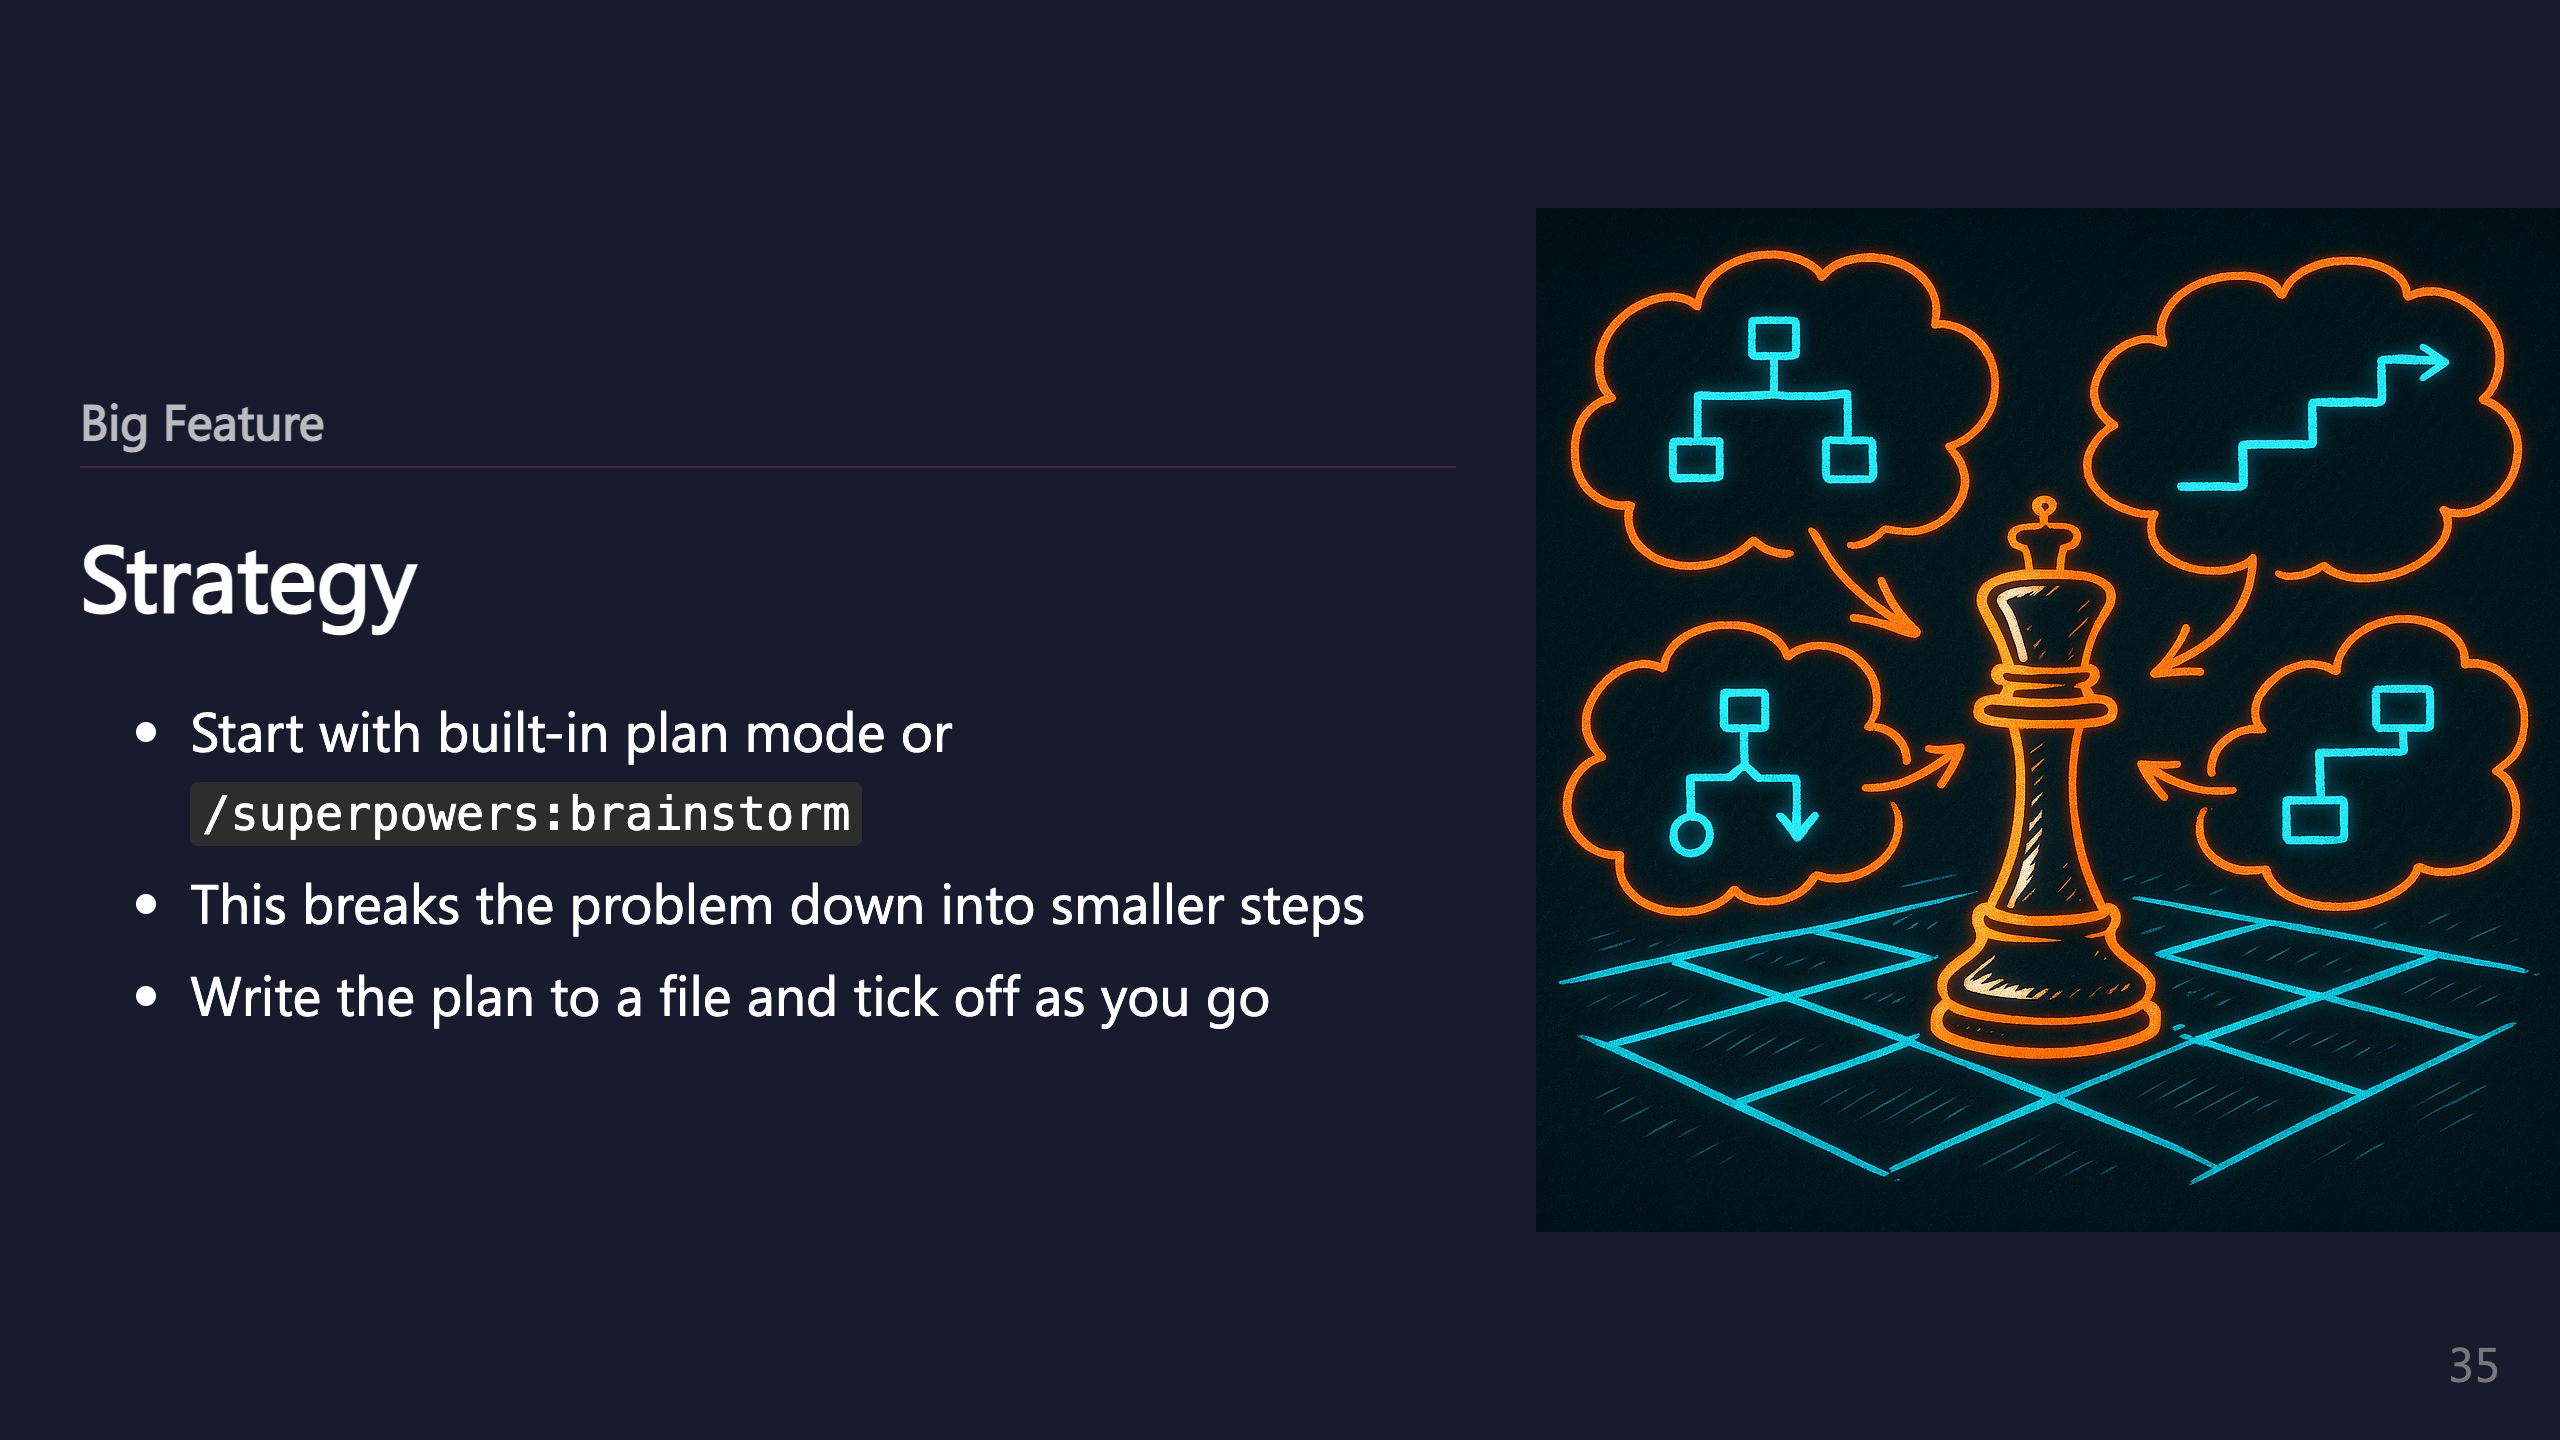 Big Feature
Strategy
Start with built-in plan mode or
/superpowers:brainstorm
This breaks the problem down into smaller steps
Write the plan to a file and tick off as you go
35